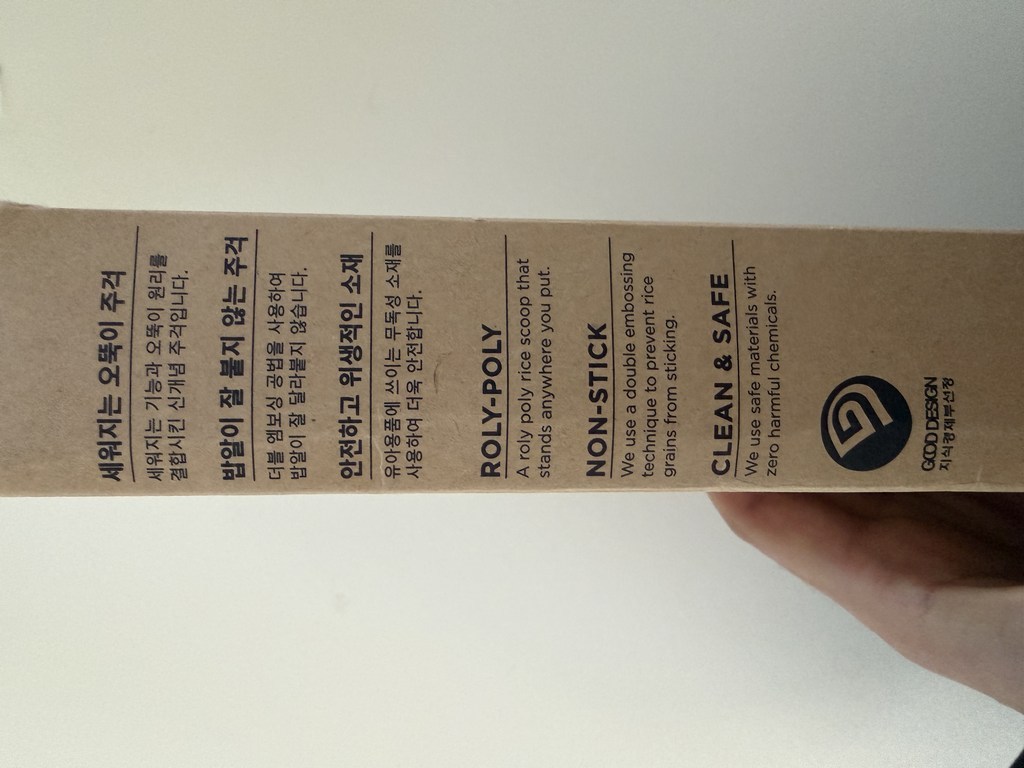 세워지는 오뚝이 주걱
세워지는 기능과 오뚝이 원리를
결합시킨 신개념 주걱입니다.
밥알이 잘 붙지 않는 주걱
더블 엠보싱 공법을 사용하여
밥알이 잘 달라붙지 않습니다.
안전하고 위생적인 소재
유아용품에 쓰이는 무독성 소재를
사용하여 더욱 안전합니다.
ROLY-POLY
A roly poly rice scoop that
stands anywhere you put.
NON-STICK
We use a double embossing
technique to prevent rice
grains from sticking.
CLEAN & SAFE
We use safe materials with
zero harmful chemicals.
GOOD DESIGN
지식경제부선정